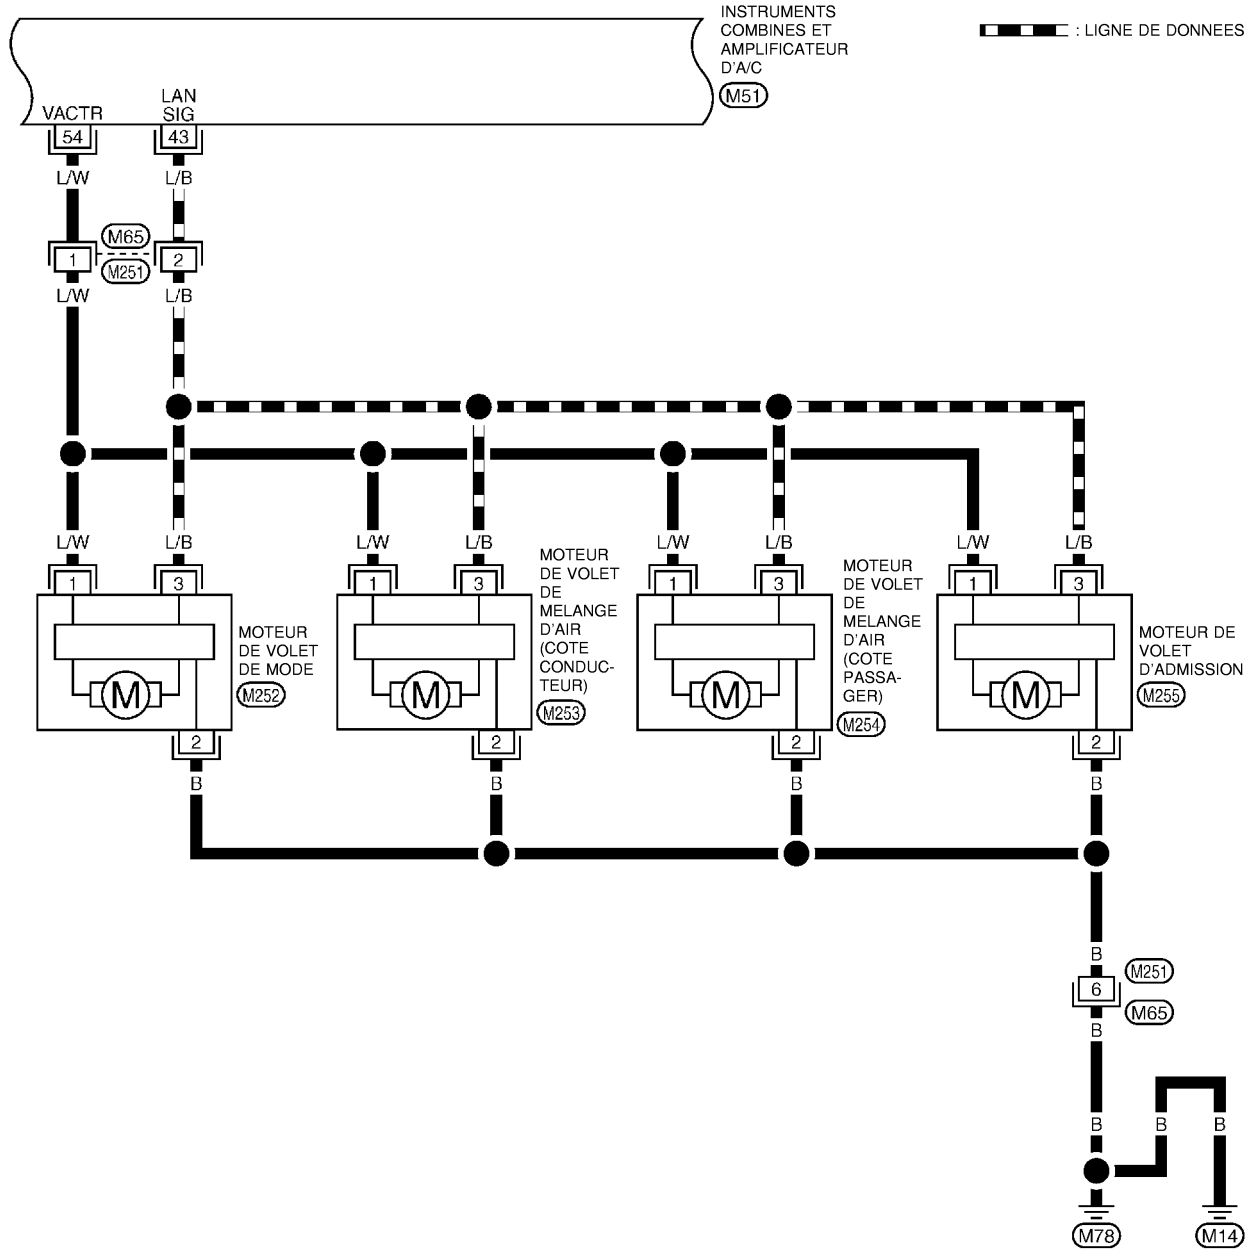 INSTRUMENTS
COMBINES ET
AMPLIFICATEUR
D'A/C
M51
: LIGNE DE DONNEES
VACTR
LAN
SIG
54
43
L/W
L/B
M65
1
2
M251
L/W
L/B
L/W
L/B
L/W
L/B
L/W
L/B
L/W
L/B
1
3
1
3
1
3
1
3
MOTEUR
DE VOLET
DE MODE
M252
MOTEUR
DE VOLET
DE
MELANGE
D'AIR
(COTE
CONDUC-
TEUR)
M253
MOTEUR
DE VOLET
DE
MELANGE
D'AIR
(COTE
PASSA-
GER)
M254
MOTEUR DE
VOLET
D'ADMISSION
M255
M
M
M
M
2
2
2
2
B
B
B
B
B
M251
6
M65
B
B
B
B
M78
M14